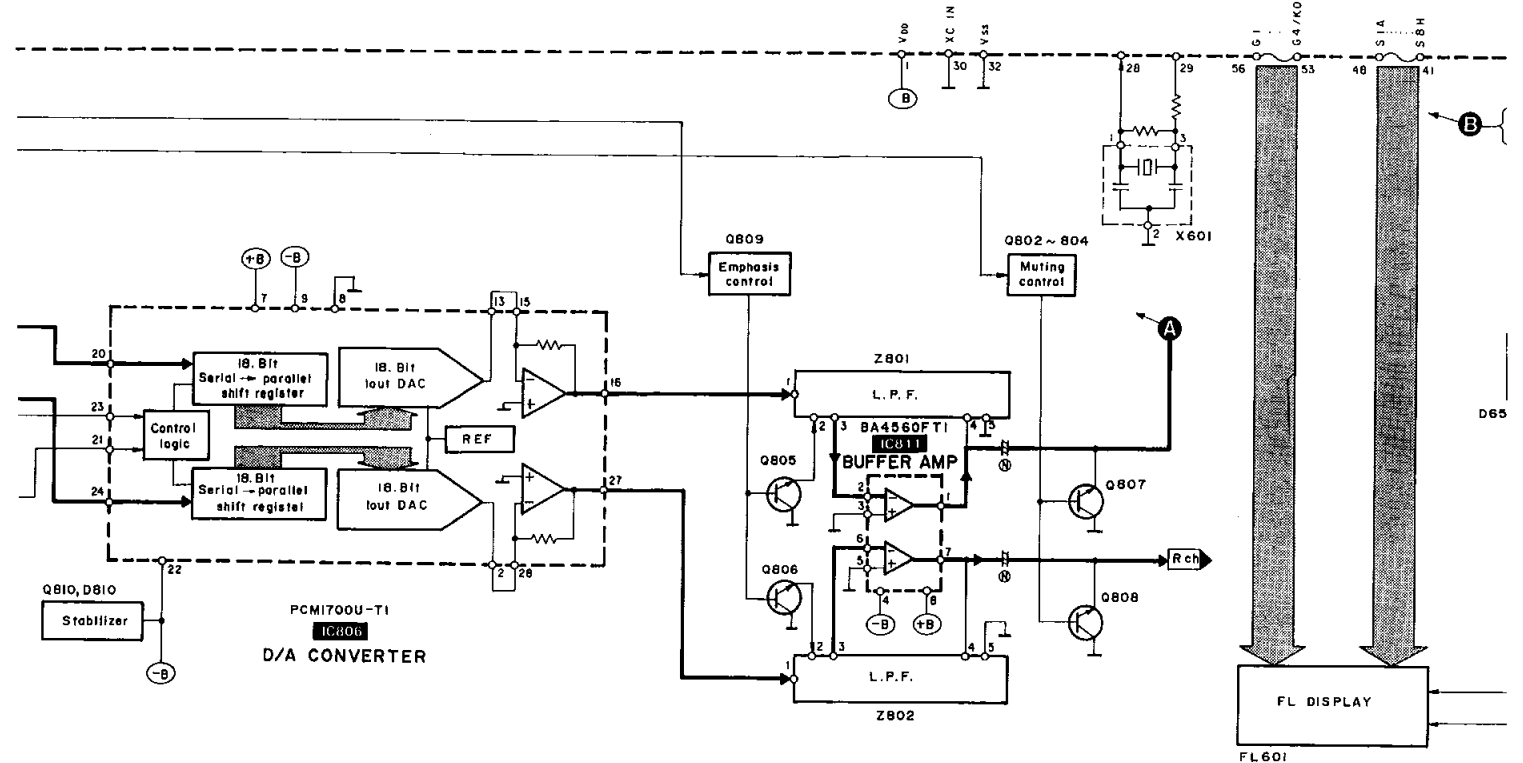 VDD
XC IN
VSS
G1
G4/K0
S1A
S8H
1
30
32
28
29
56
53
48
41
B
B
1
3
2
X601
Q809
Emphasis
control
Q802 ~ 804
Muting
control
+B
-B
7
9
8
13
15
A
20
18. Bit
Serial → parallel
shift register
18. Bit
Iout DAC
-
+
16
Z801
1
L. P. F.
23
Control
logic
21
REF
2
3
4
5
BA4560FT1
IC811
BUFFER AMP
N
D65
24
18. Bit
Serial → parallel
shift register
18. Bit
Iout DAC
+
-
27
Q805
2
-
1
3
+
Q807
6
-
7
5
+
N
R ch
22
2
28
Q806
4
8
-B
+B
Q808
Q810, D810
Stabilizer
-B
PCM1700U-T1
IC806
D/A CONVERTER
2
3
4
5
1
L. P. F.
Z802
FL DISPLAY
FL601